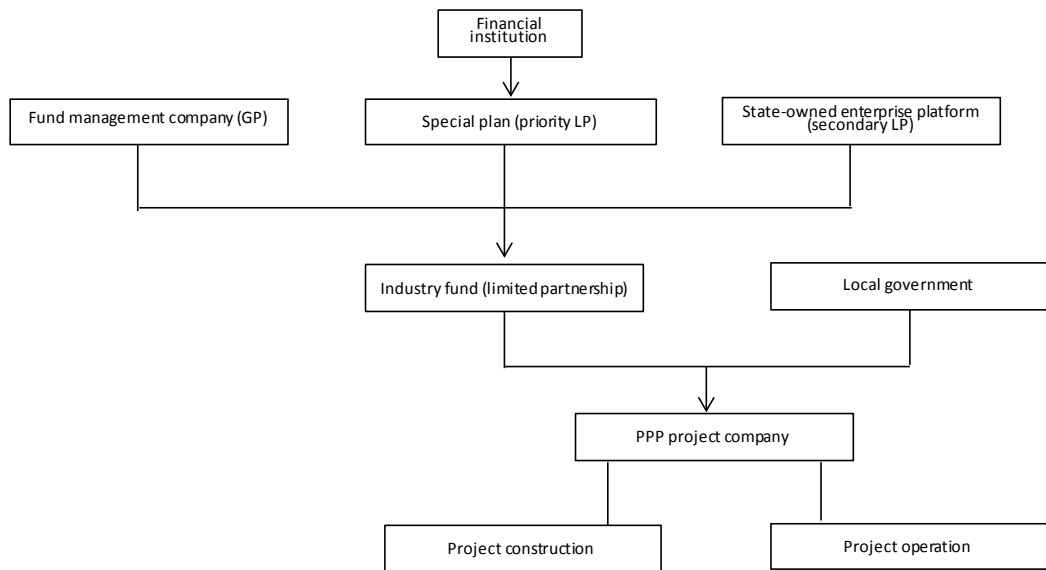 Financial
institution
Fund management company (GP)
Special plan (priority LP)
State-owned enterprise platform
(secondary LP)
Industry fund (limited partnership)
Local government
PPP project company
Project construction
Project operation